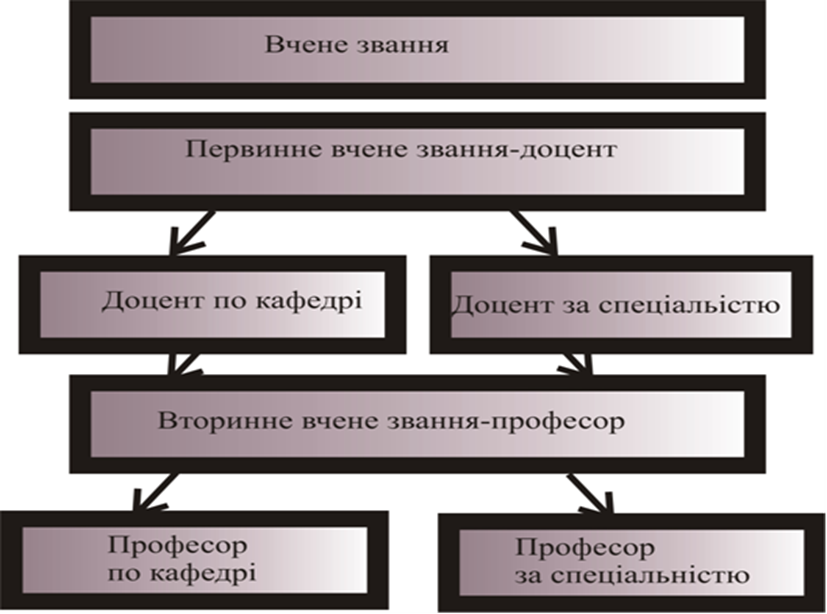 Вчене звання
Первинне вчене звання-доцент
Доцент по кафедрі
Доцент за спеціальістю
Вторинне вчене звання-професор
Професор
по кафедрі
Професор
за спеціальністю